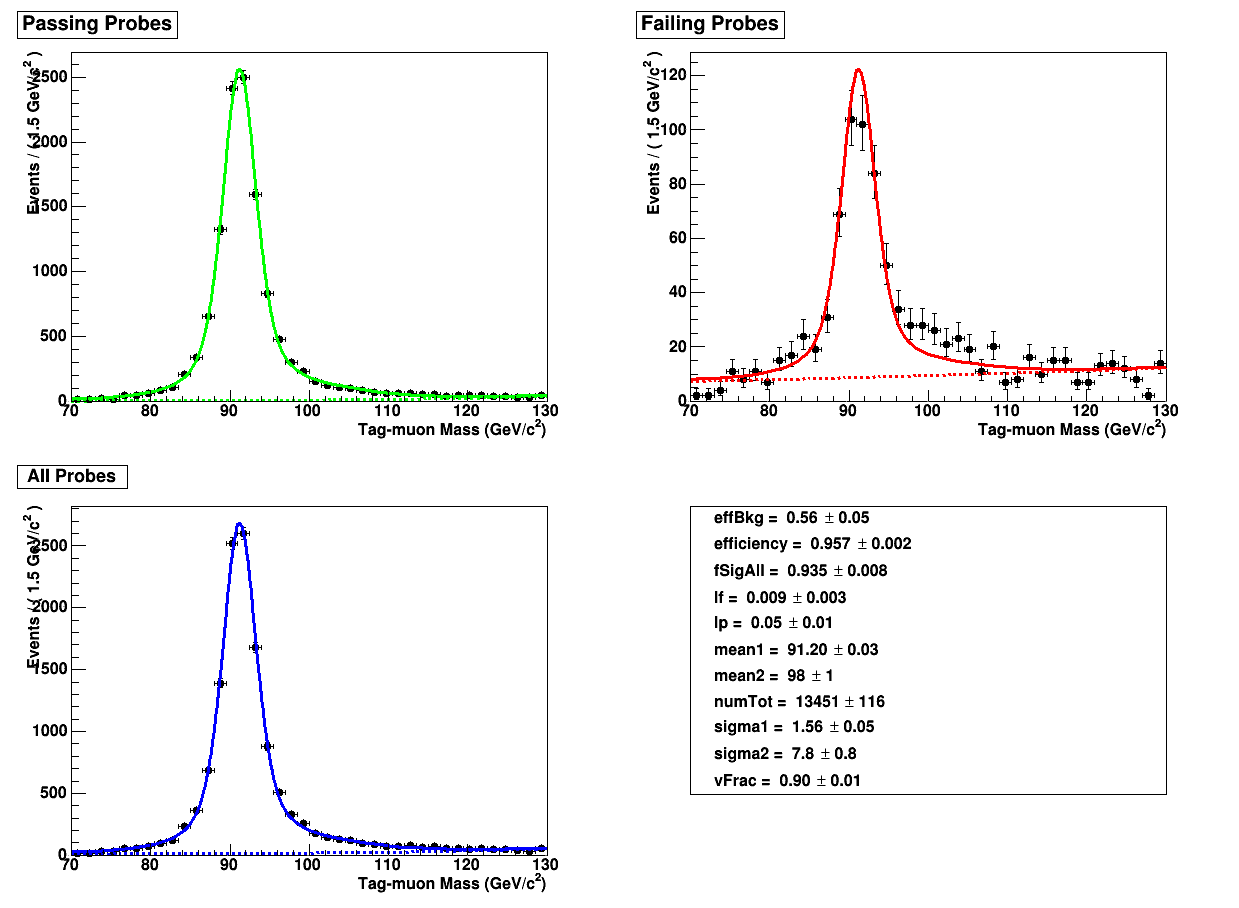 Passing Probes
Events / ( 1.5 GeV/c²)
2500
2000
1500
1000
500
0
70 80 90 100 110 120 130
Tag-muon Mass (GeV/c²)
Failing Probes
Events / ( 1.5 GeV/c²)
120
100
80
60
40
20
0
70 80 90 100 110 120 130
Tag-muon Mass (GeV/c²)
All Probes
Events / ( 1.5 GeV/c²)
2500
2000
1500
1000
500
0
70 80 90 100 110 120 130
Tag-muon Mass (GeV/c²)
effBkg = 0.56 ± 0.05
efficiency = 0.957 ± 0.002
fSigAll = 0.935 ± 0.008
lf = 0.009 ± 0.003
lp = 0.05 ± 0.01
mean1 = 91.20 ± 0.03
mean2 = 98 ± 1
numTot = 13451 ± 116
sigma1 = 1.56 ± 0.05
sigma2 = 7.8 ± 0.8
vFrac = 0.90 ± 0.01